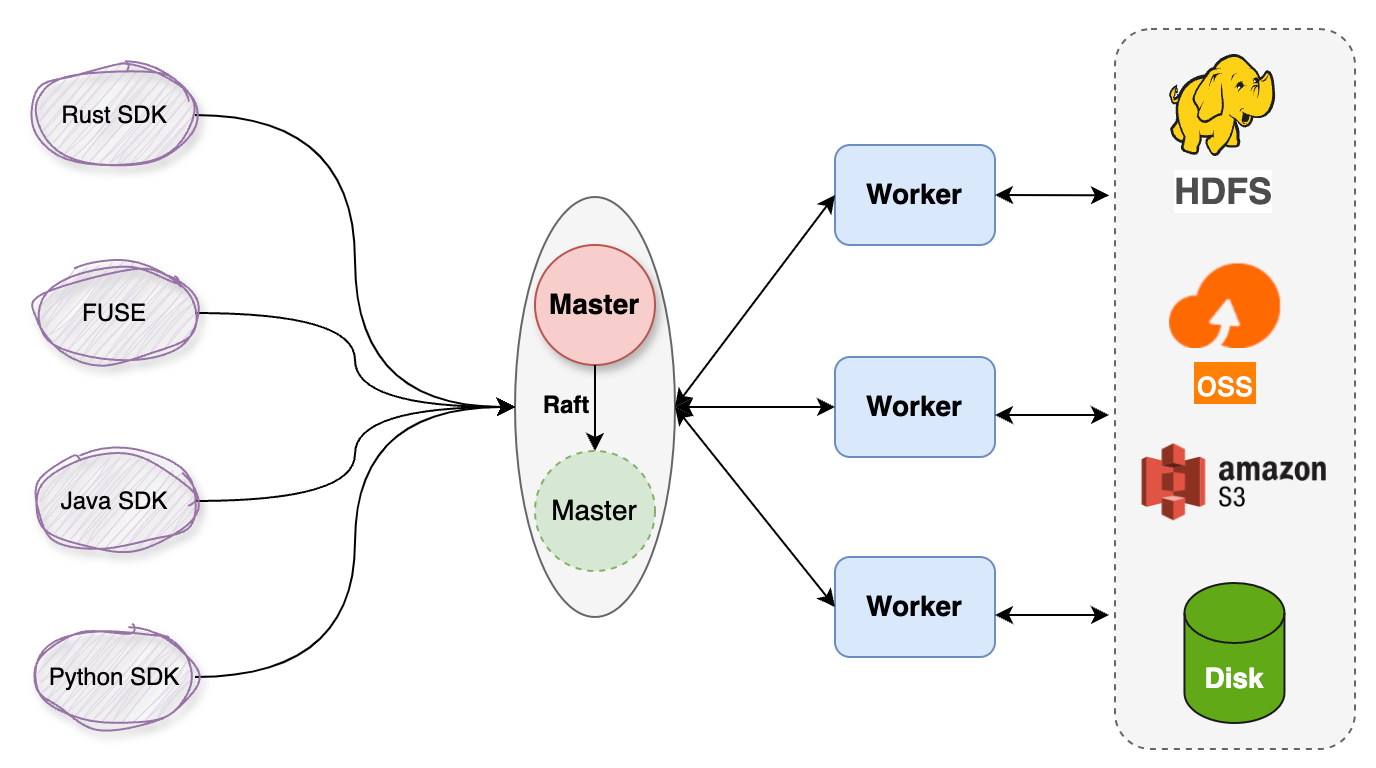 Rust SDK
FUSE
Java SDK
Python SDK
Master
Raft
Master
Worker
Worker
Worker
HDFS
OSS
amazon
S3
Disk